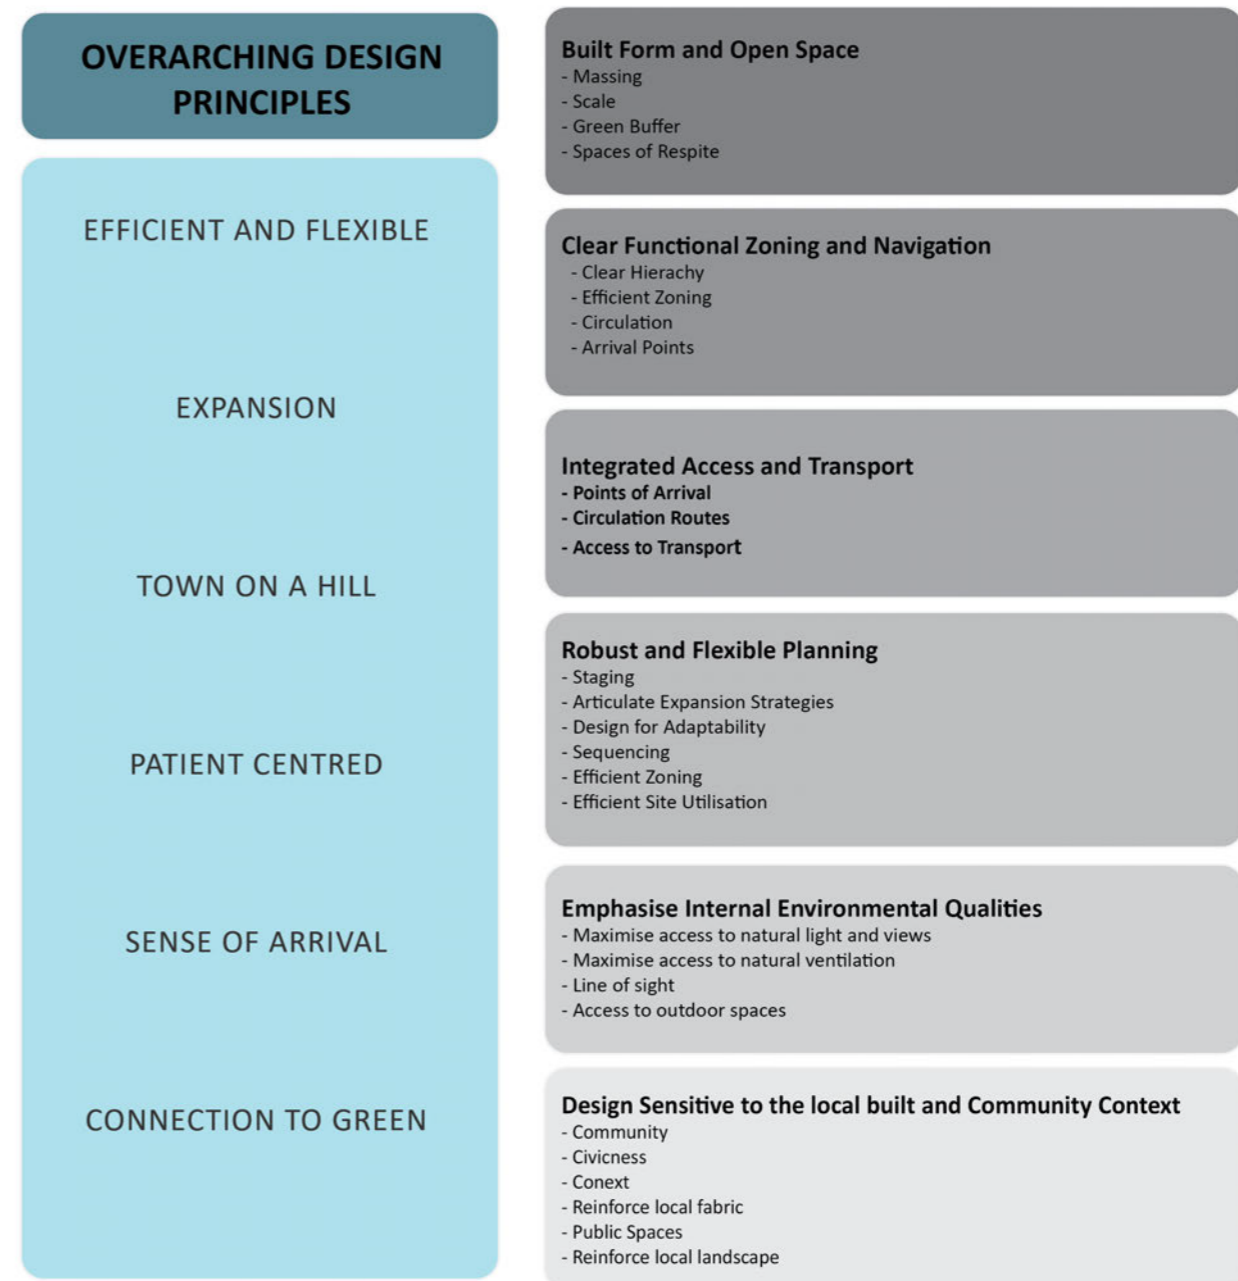 OVERARCHING DESIGN
PRINCIPLES
EFFICIENT AND FLEXIBLE
EXPANSION
TOWN ON A HILL
PATIENT CENTRED
SENSE OF ARRIVAL
CONNECTION TO GREEN
Built Form and Open Space
- Massing
- Scale
- Green Buffer
- Spaces of Respite
Clear Functional Zoning and Navigation
- Clear Hierachy
- Efficient Zoning
- Circulation
- Arrival Points
Integrated Access and Transport
- Points of Arrival
- Circulation Routes
- Access to Transport
Robust and Flexible Planning
- Staging
- Articulate Expansion Strategies
- Design for Adaptability
- Sequencing
- Efficient Zoning
- Efficient Site Utilisation
Emphasise Internal Environmental Qualities
- Maximise access to natural light and views
- Maximise access to natural ventilation
- Line of sight
- Access to outdoor spaces
Design Sensitive to the local built and Community Context
- Community
- Civicness
- Conext
- Reinforce local fabric
- Public Spaces
- Reinforce local landscape